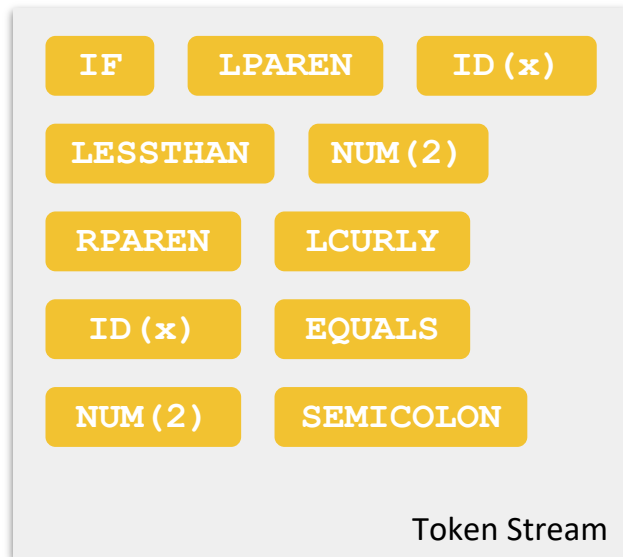 IF LPAREN ID(x)
LESSTHAN NUM(2)
RPAREN LCURLY
ID(x) EQUALS
NUM(2) SEMICOLON
Token Stream